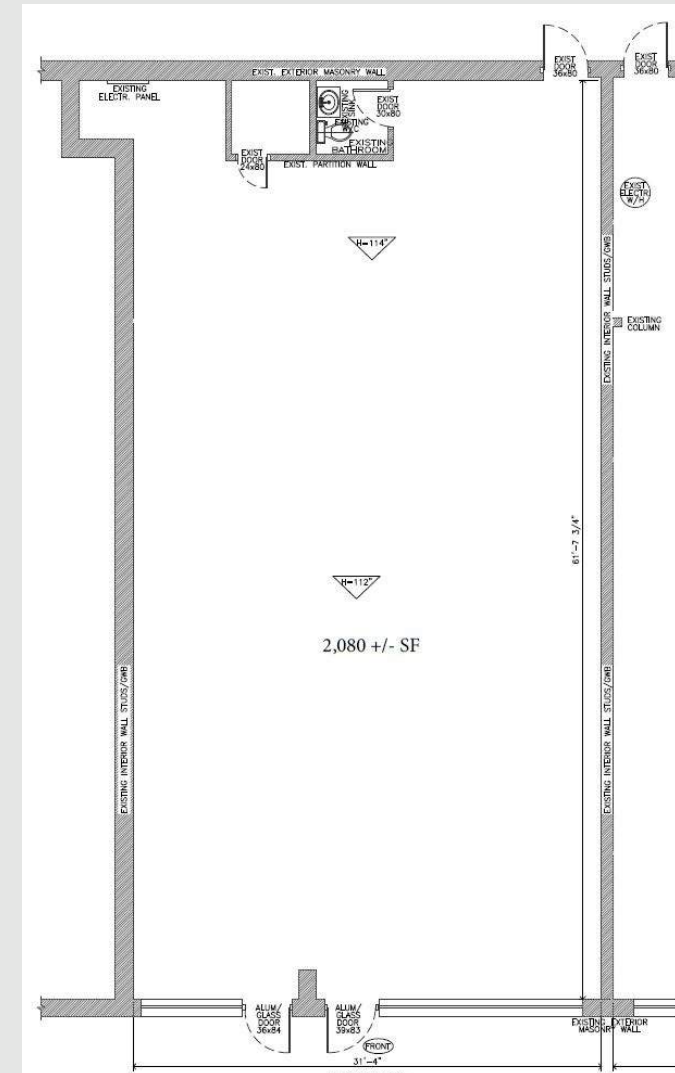 EXIST
DOOR
36x80
EXIST
DOOR
36x80
EXIST. EXTERIOR MASONRY WALL
EXISTING
ELECTR. PANEL
EXISTING
SINK
EXIST
DOOR
30x80
EXISTING
W.C
EXISTING
BATHROOM
EXIST
DOOR
24x80
EXIST. PARTITION WALL
EXIST
ELECTR.
W/H
H=114"
EXISTING INTERIOR WALL STUDS/GWB
EXISTING
COLUMN
61'-7 3/4"
H=112"
2,080 +/- SF
EXISTING INTERIOR WALL STUDS/GWB
EXISTING INTERIOR WALL STUDS/GWB
ALUM/
GLASS
DOOR
36x84
ALUM/
GLASS
DOOR
39x83
FRONT
EXISTING EXTERIOR
MASONRY WALL
31'-4"